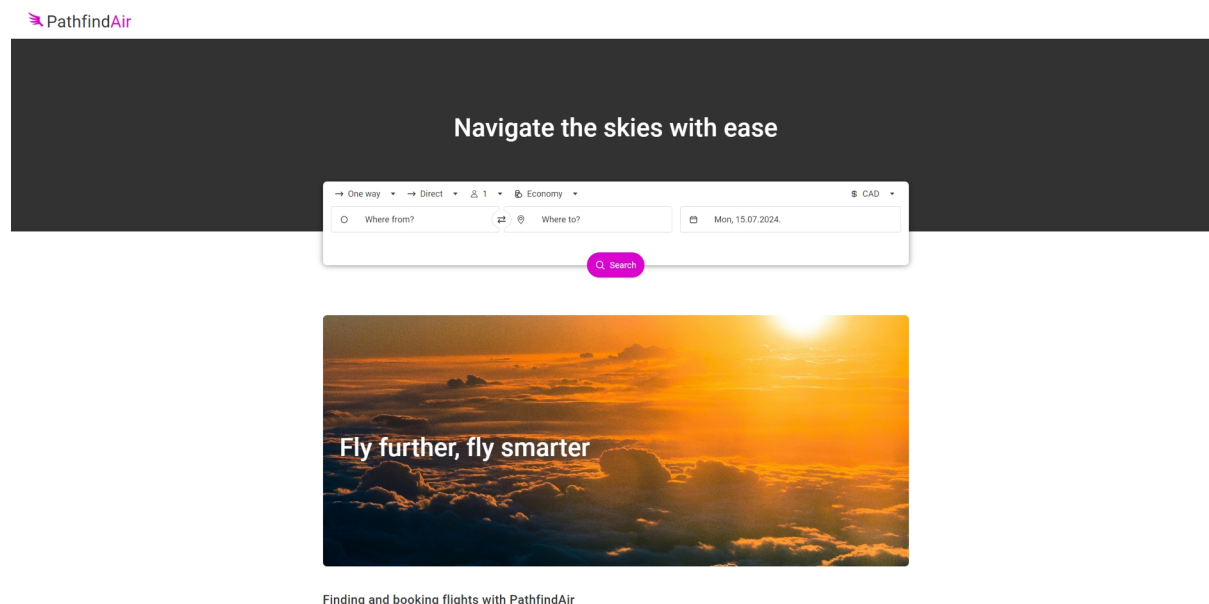 PathfindAir
Navigate the skies with ease
One way Direct 1 Economy CAD
Where from? Where to? Mon, 15.07.2024.
Search
Fly further, fly smarter
Finding and booking flights with PathfindAir